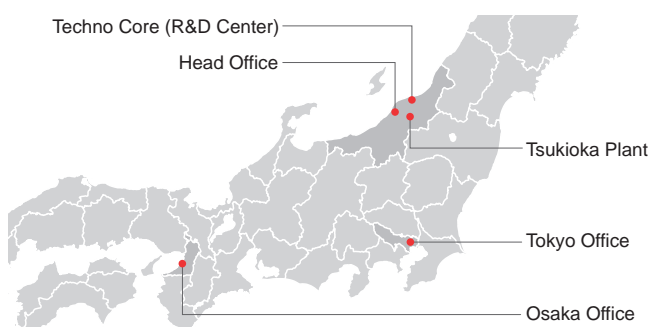 Techno Core (R&D Center)
Head Office
Tsukioka Plant
Tokyo Office
Osaka Office